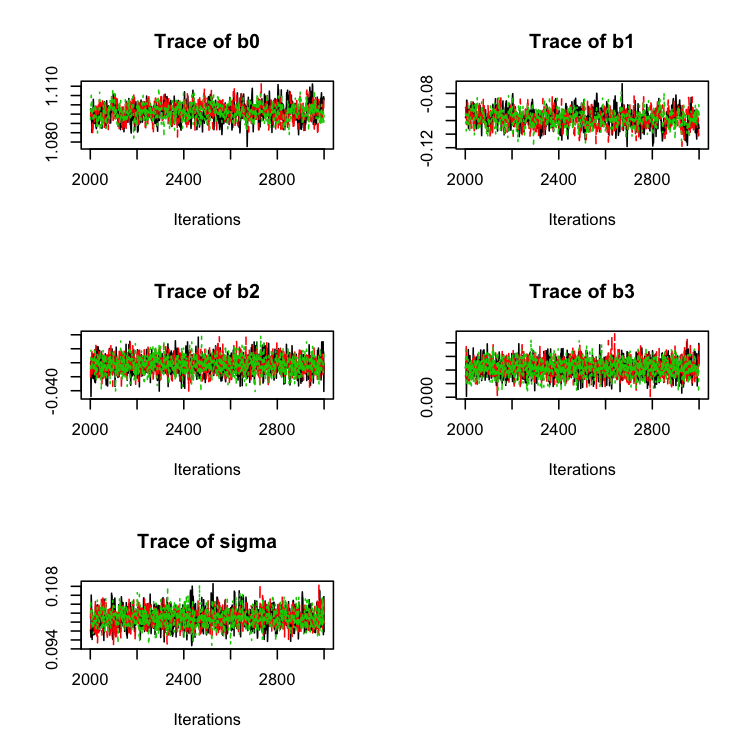 Trace of b0
1.080 1.110
2000 2400 2800
Iterations
Trace of b1
-0.12 -0.08
2000 2400 2800
Iterations
Trace of b2
-0.040
2000 2400 2800
Iterations
Trace of b3
0.000
2000 2400 2800
Iterations
Trace of sigma
0.094 0.108
2000 2400 2800
Iterations